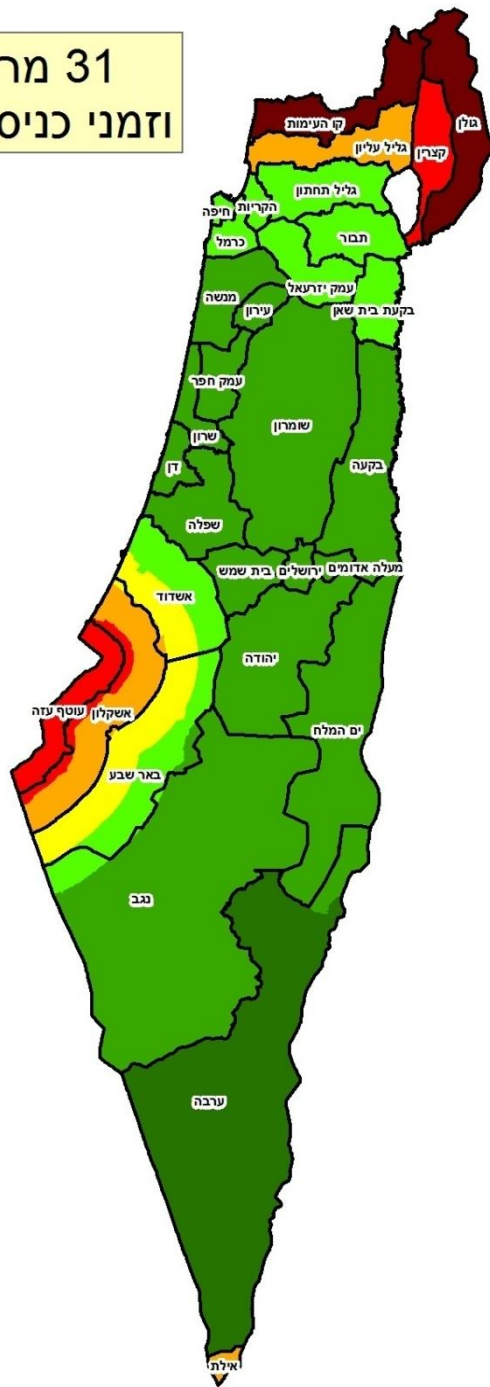 31
וזמני
גולן
קו העימות
קצרין
גליל עליון
גליל תחתון
הקריות
חיפה
תבור
כרמל
עמק יזרעאל
מנשה
בקעת בית שאן
עירון
עמק חפר
שומרון
שרון
בקעה
דן
שפלה
מעלה אדומים
ירושלים
בית שמש
אשדוד
יהודה
עוטף עזה
אשקלון
ים המלח
באר שבע
נגב
ערבה
אילת